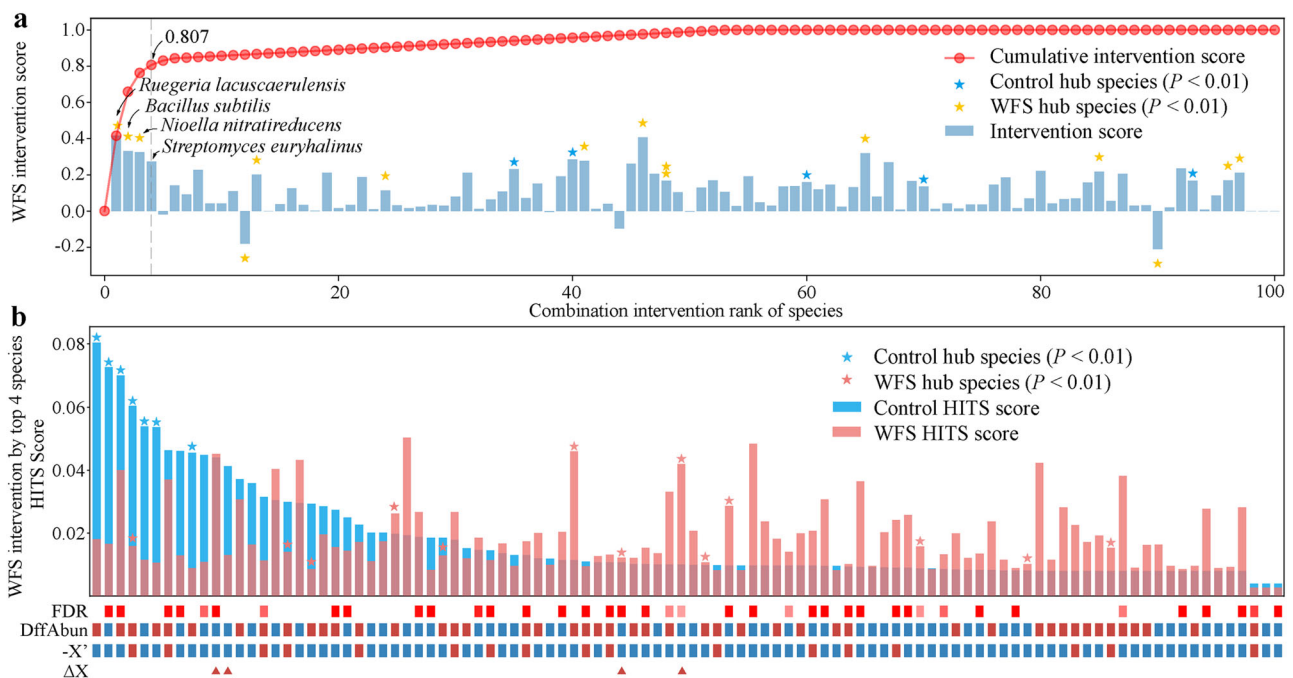 a
WFS intervention score
1.0
0.8
0.6
0.4
0.2
0.0
-0.2
0.807
Ruegeria lacuscaerulensis
Bacillus subtilis
Nioella nitratireducens
Streptomyces euryhalinus
Cumulative intervention score
Control hub species (P < 0.01)
WFS hub species (P < 0.01)
Intervention score
0 20 40 60 80 100
Combination intervention rank of species
b
WFS intervention by top 4 species
HITS Score
0.08
0.06
0.04
0.02
Control hub species (P < 0.01)
WFS hub species (P < 0.01)
Control HITS score
WFS HITS score
FDR
DffAbun
-X’
ΔX